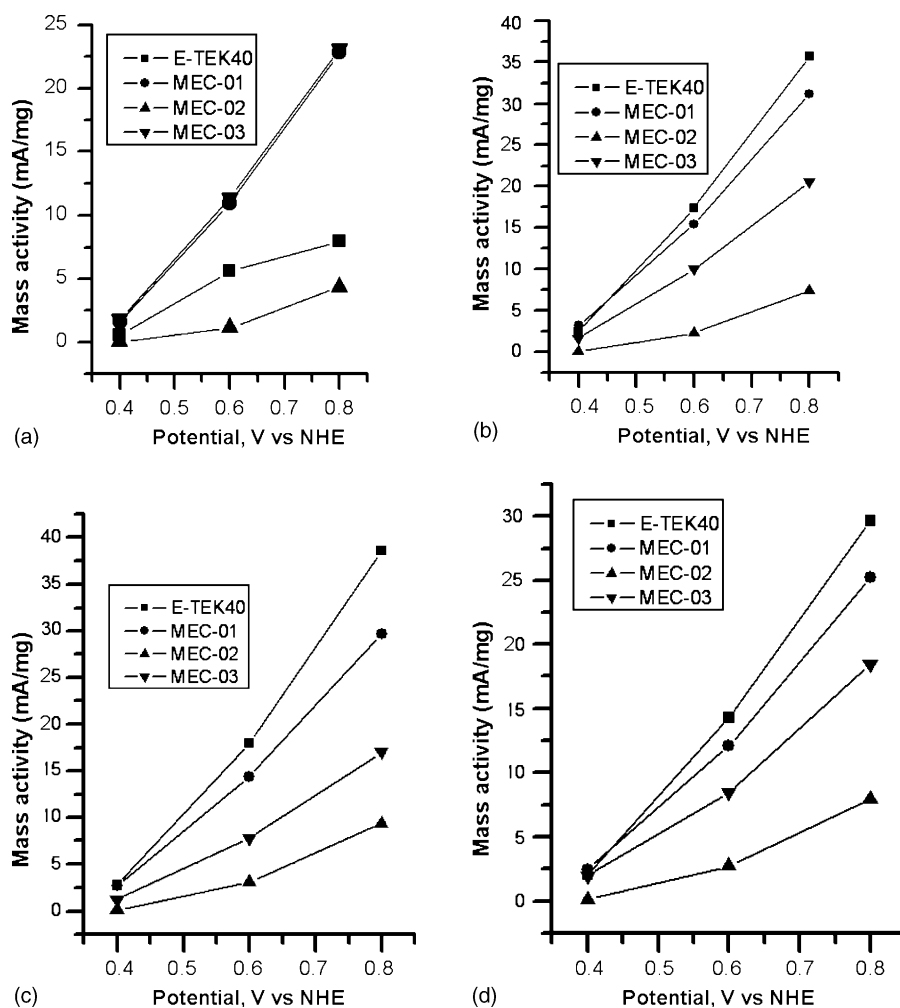 25
20
15
10
5
0
Mass activity (mA/mg)
E-TEK40
MEC-01
MEC-02
MEC-03
0.4 0.5 0.6 0.7 0.8
(a)
Potential, V vs NHE
40
35
30
25
20
15
10
5
0
Mass activity (mA/mg)
E-TEK40
MEC-01
MEC-02
MEC-03
0.4 0.5 0.6 0.7 0.8
(b)
Potential, V vs NHE
40
35
30
25
20
15
10
5
0
Mass activity (mA/mg)
E-TEK40
MEC-01
MEC-02
MEC-03
0.4 0.5 0.6 0.7 0.8
(c)
Potential, V vs NHE
30
25
20
15
10
5
0
Mass activity (mA/mg)
E-TEK40
MEC-01
MEC-02
MEC-03
0.4 0.5 0.6 0.7 0.8
(d)
Potential, V vs NHE